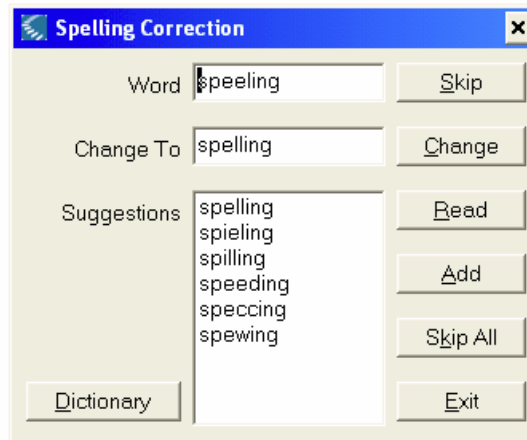 Spelling Correction
Word speeling Skip
Change To spelling Change
Suggestions spelling Read
spieling
spilling
speeding Add
speccing
spewing Skip All
Dictionary Exit